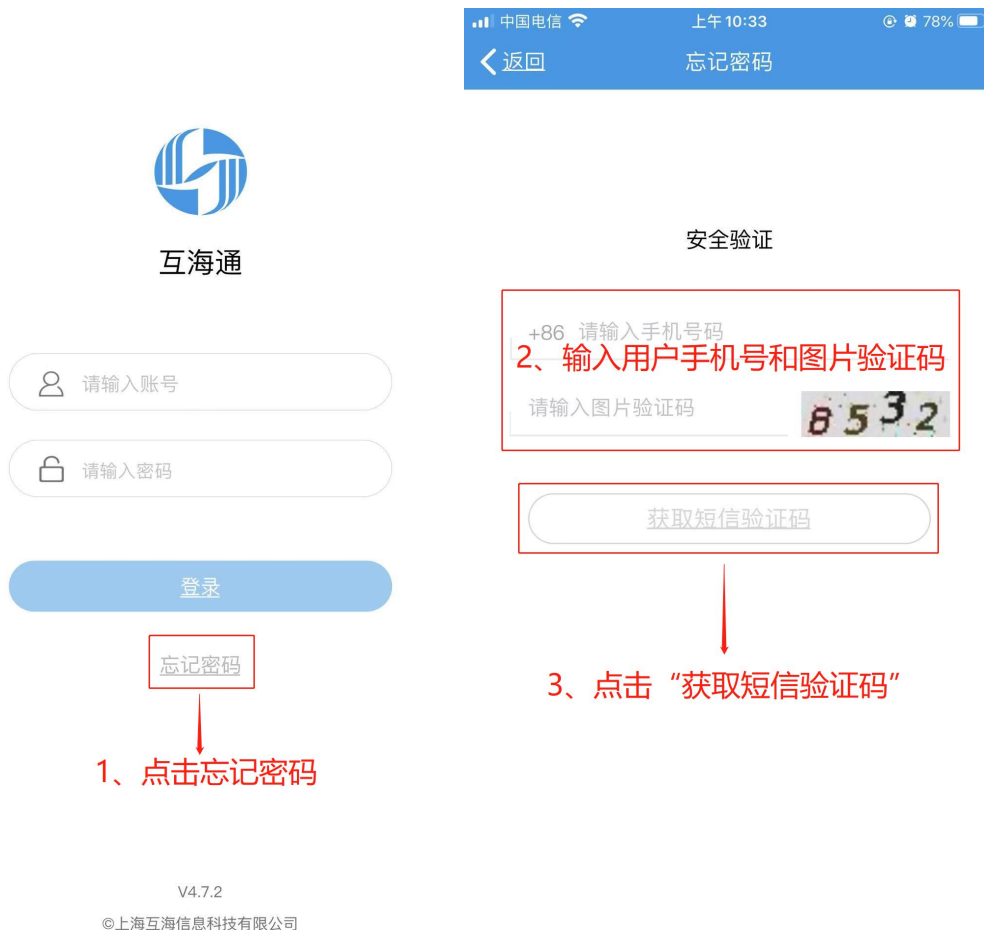 互海通
请输入账号
请输入密码
登录
忘记密码
1、点击忘记密码
V4.7.2
©上海互海信息科技有限公司
中国电信 上午10:33 78%
返回 忘记密码
安全验证
+86 请输入手机号码
2、输入用户手机号和图片验证码
请输入图片验证码 8532
获取短信验证码
3、点击“获取短信验证码”